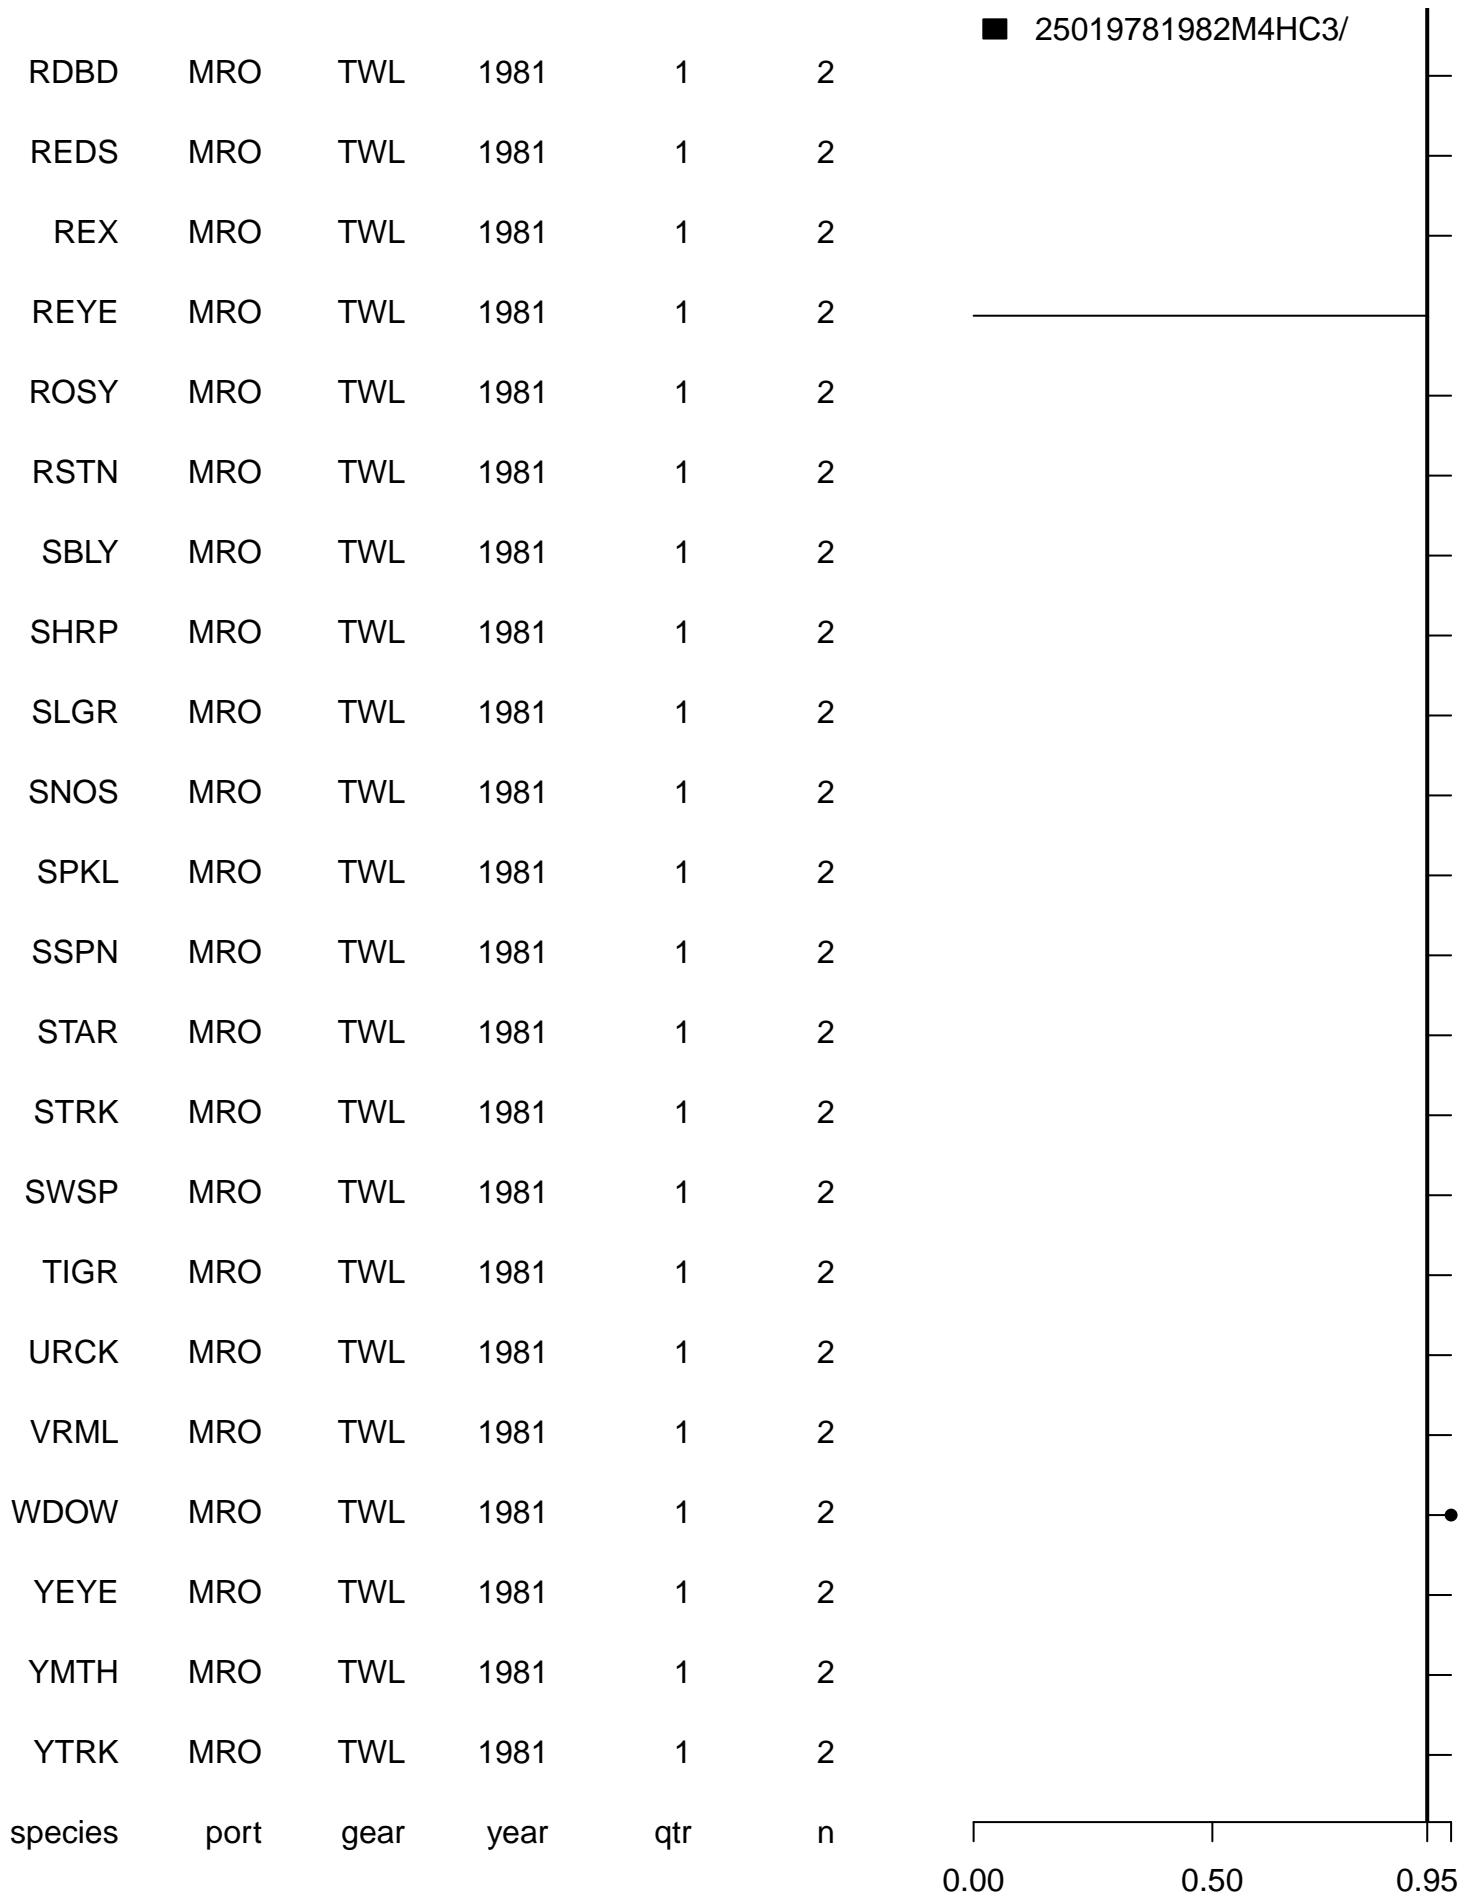 25019781982M4HC3/
RDBD MRO TWL 1981 1 2
REDS MRO TWL 1981 1 2
REX MRO TWL 1981 1 2
REYE MRO TWL 1981 1 2
ROSY MRO TWL 1981 1 2
RSTN MRO TWL 1981 1 2
SBLY MRO TWL 1981 1 2
SHRP MRO TWL 1981 1 2
SLGR MRO TWL 1981 1 2
SNOS MRO TWL 1981 1 2
SPKL MRO TWL 1981 1 2
SSPN MRO TWL 1981 1 2
STAR MRO TWL 1981 1 2
STRK MRO TWL 1981 1 2
SWSP MRO TWL 1981 1 2
TIGR MRO TWL 1981 1 2
URCK MRO TWL 1981 1 2
VRML MRO TWL 1981 1 2
WDOW MRO TWL 1981 1 2
YEYE MRO TWL 1981 1 2
YMTH MRO TWL 1981 1 2
YTRK MRO TWL 1981 1 2
species port gear year qtr n
0.00 0.50 0.95